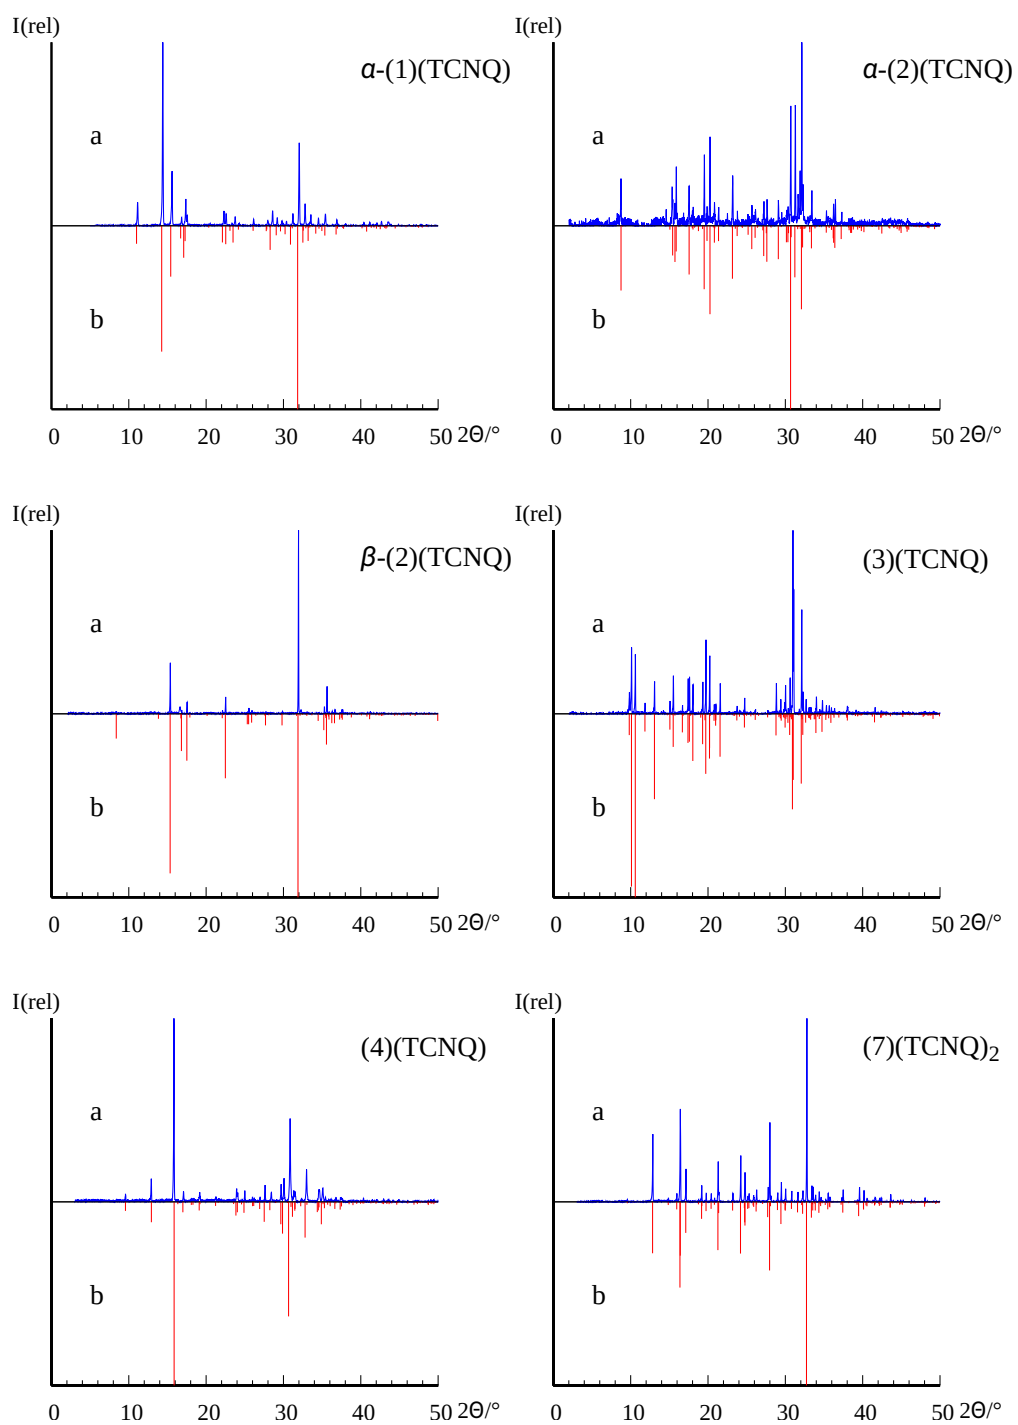 I(rel) I(rel)
α-(1)(TCNQ) α-(2)(TCNQ)
a a
b b
0 10 20 30 40 50 2Θ/° 0 10 20 30 40 50 2Θ/°
I(rel) I(rel)
β-(2)(TCNQ) (3)(TCNQ)
a a
b b
0 10 20 30 40 50 2Θ/° 0 10 20 30 40 50 2Θ/°
I(rel) I(rel)
(4)(TCNQ) (7)(TCNQ)₂
a a
b b
0 10 20 30 40 50 2Θ/° 0 10 20 30 40 50 2Θ/°